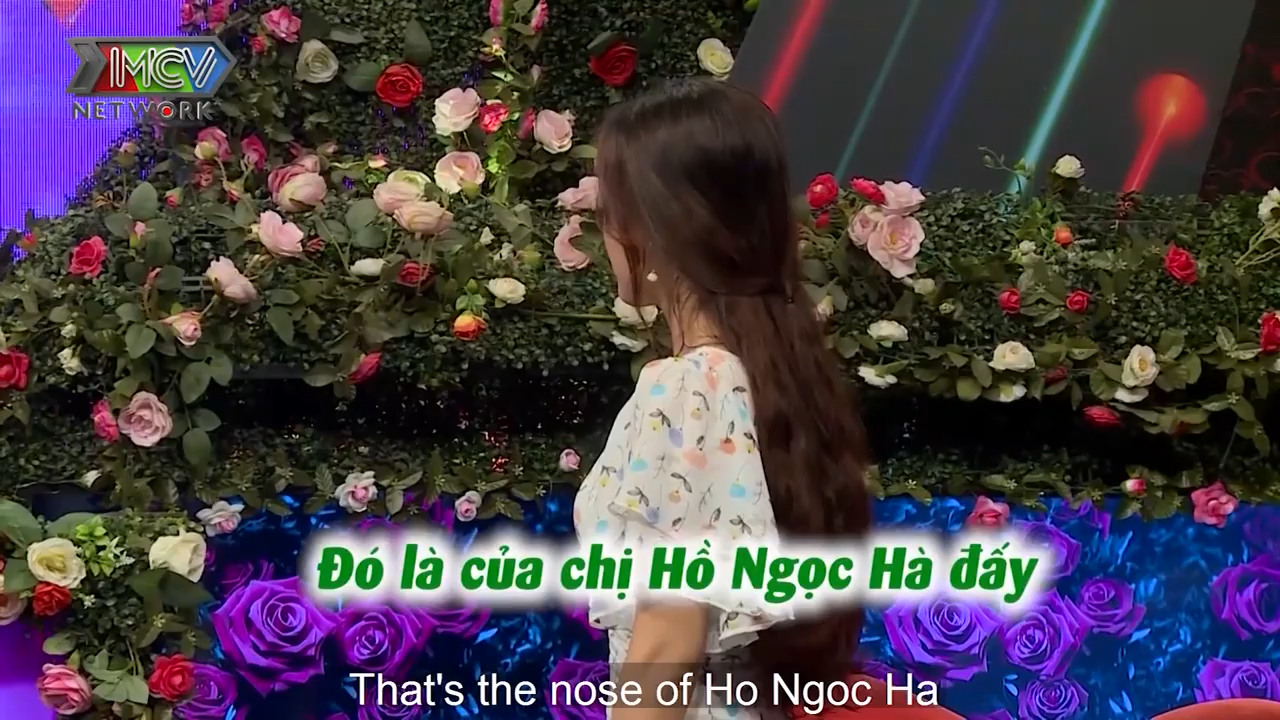 MCV
NETWORK
Đó là của chị Hồ Ngọc Hà đấy
That's the nose of Ho Ngoc Ha